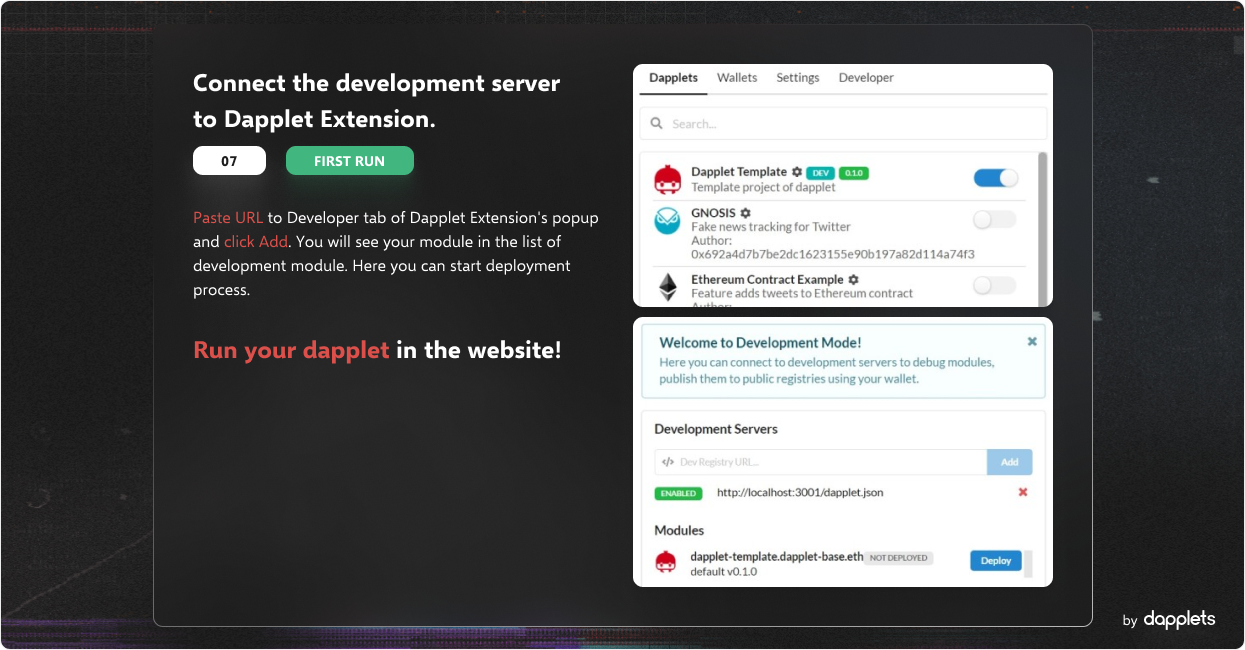 Connect the development server
to Dapplet Extension.
07
FIRST RUN
Paste URL to Developer tab of Dapplet Extension's popup
and click Add. You will see your module in the list of
development module. Here you can start deployment
process.
Run your dapplet in the website!
Dapplets Wallets Settings Developer
Search...
Dapplet Template DEV 0.1.0
Template project of dapplet
GNOSIS
Fake news tracking for Twitter
Author:
0x692a4d7b7be2dc1623155e90b197a82d114a74f3
Ethereum Contract Example
Feature adds tweets to Ethereum contract
Author:
Welcome to Development Mode!
Here you can connect to development servers to debug modules,
publish them to public registries using your wallet.
Development Servers
</> Dev Registry URL... Add
ENABLED http://localhost:3001/dapplet.json
Modules
dapplet-template.dapplet-base.eth NOT DEPLOYED
default v0.1.0
Deploy
by dapplets